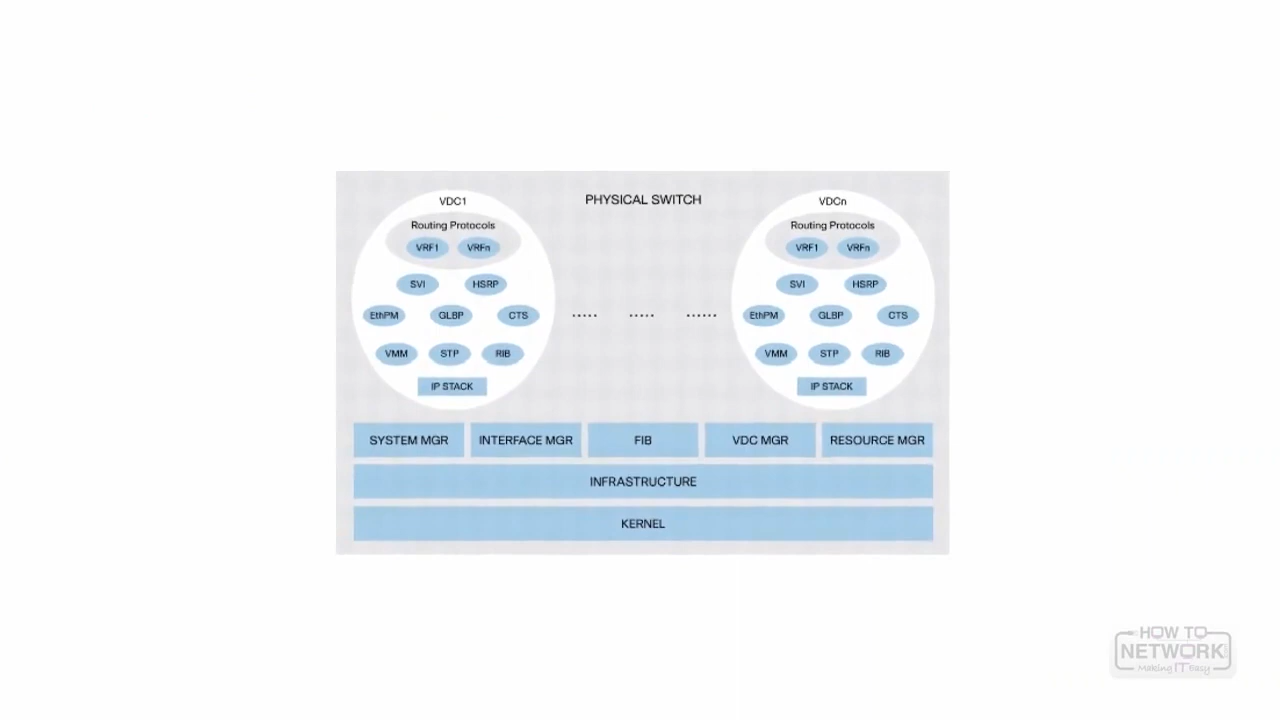 PHYSICAL SWITCH
VDC1
Routing Protocols
VRF1 VRFn
SVI HSRP
EthPM GLBP CTS
VMM STP RIB
IP STACK
..... ..... ......
VDCn
Routing Protocols
VRF1 VRFn
SVI HSRP
EthPM GLBP CTS
VMM STP RIB
IP STACK
SYSTEM MGR INTERFACE MGR FIB VDC MGR RESOURCE MGR
INFRASTRUCTURE
KERNEL
HOW TO
NETWORK
Making IT Easy